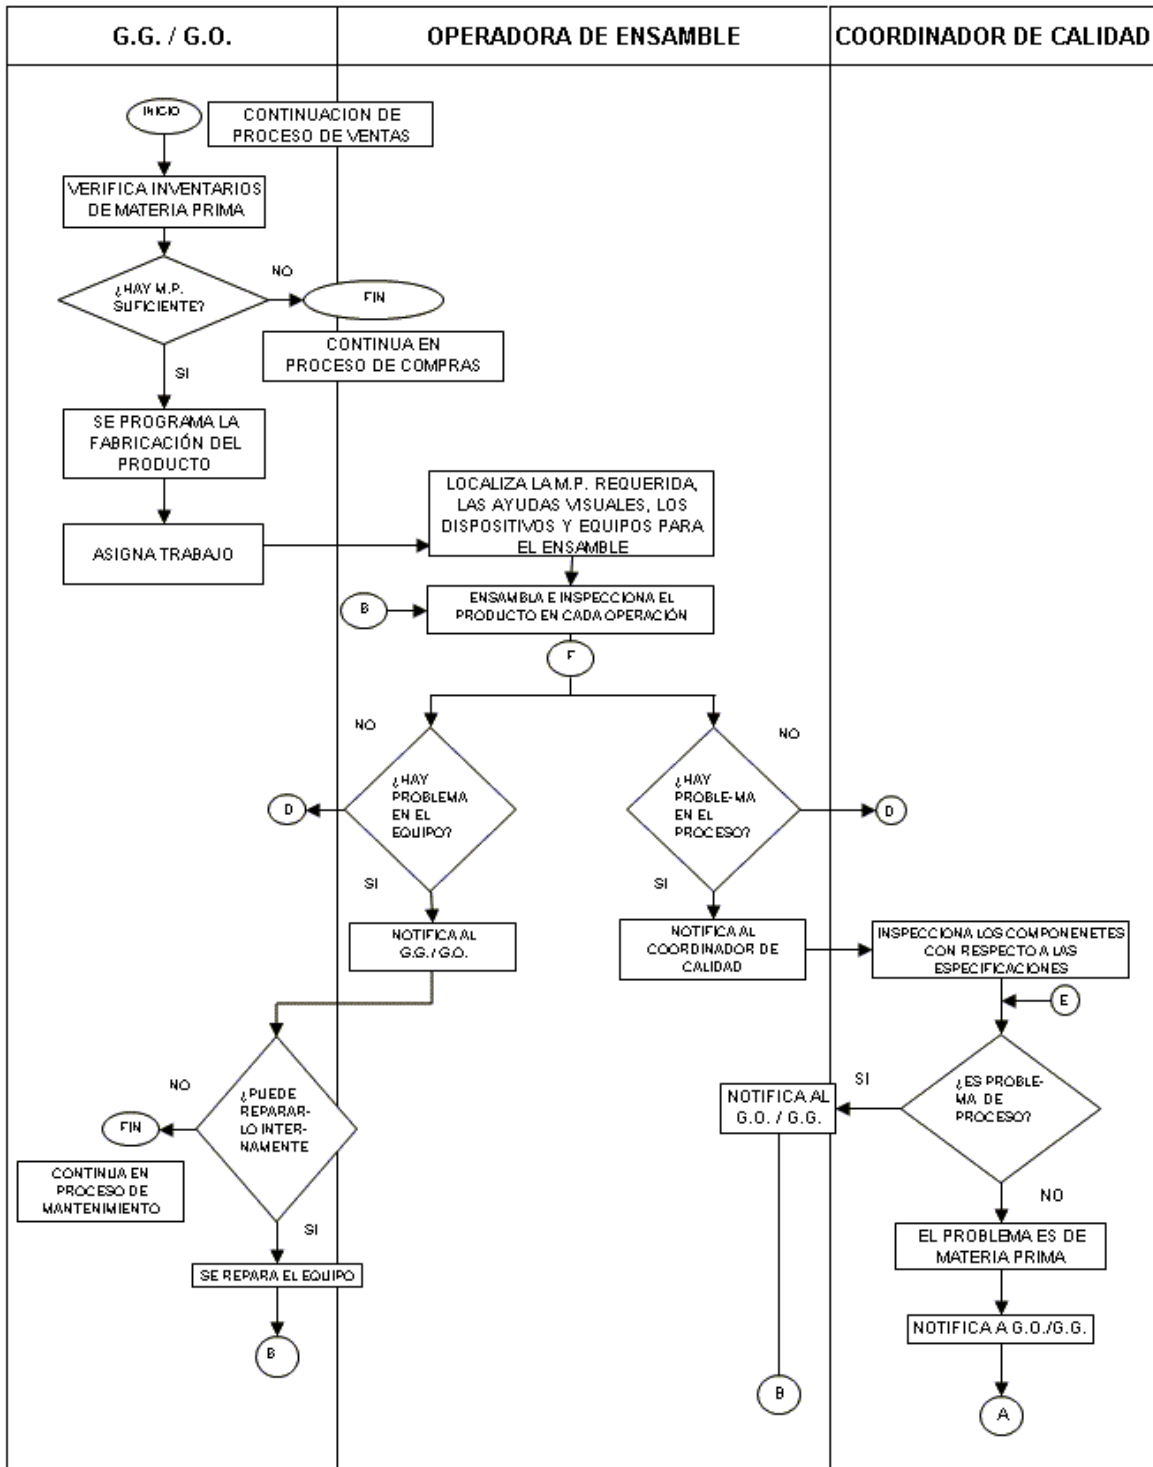 G.G. / G.O.
OPERADORA DE ENSAMBLE
COORDINADOR DE CALIDAD
INICIO
CONTINUACION DE
PROCESO DE VENTAS
VERIFICA INVENTARIOS
DE MATERIA PRIMA
¿HAY M.P.
SUFICIENTE?
NO
FIN
CONTINUA EN
PROCESO DE COMPRAS
SI
SE PROGRAMA LA
FABRICACIÓN DEL
PRODUCTO
ASIGNA TRABAJO
LOCALIZA LA M.P. REQUERIDA,
LAS AYUDAS VISUALES, LOS
DISPOSITIVOS Y EQUIPOS PARA
EL ENSAMBLE
B
ENSAMBLA E INSPECCIONA EL
PRODUCTO EN CADA OPERACIÓN
F
NO
¿HAY
PROBLEMA
EN EL
EQUIPO?
D
SI
NO
¿HAY
PROBLE-MA
EN EL
PROCESO?
D
SI
NOTIFICA AL
G.G. / G.O.
NOTIFICA AL
COORDINADOR DE
CALIDAD
INSPECCIONA LOS COMPONENETES
CON RESPECTO A LAS
ESPECIFICACIONES
E
¿ES PROBLE-
MA DE
PROCESO?
SI
NOTIFICA AL
G.O. / G.G.
NO
¿PUEDE
REPARAR-
LO INTER-
NAMENTE
NO
FIN
CONTINUA EN
PROCESO DE
MANTENIMIENTO
SI
SE REPARA EL EQUIPO
B
EL PROBLEMA ES DE
MATERIA PRIMA
NOTIFICA A G.O./G.G.
B
A